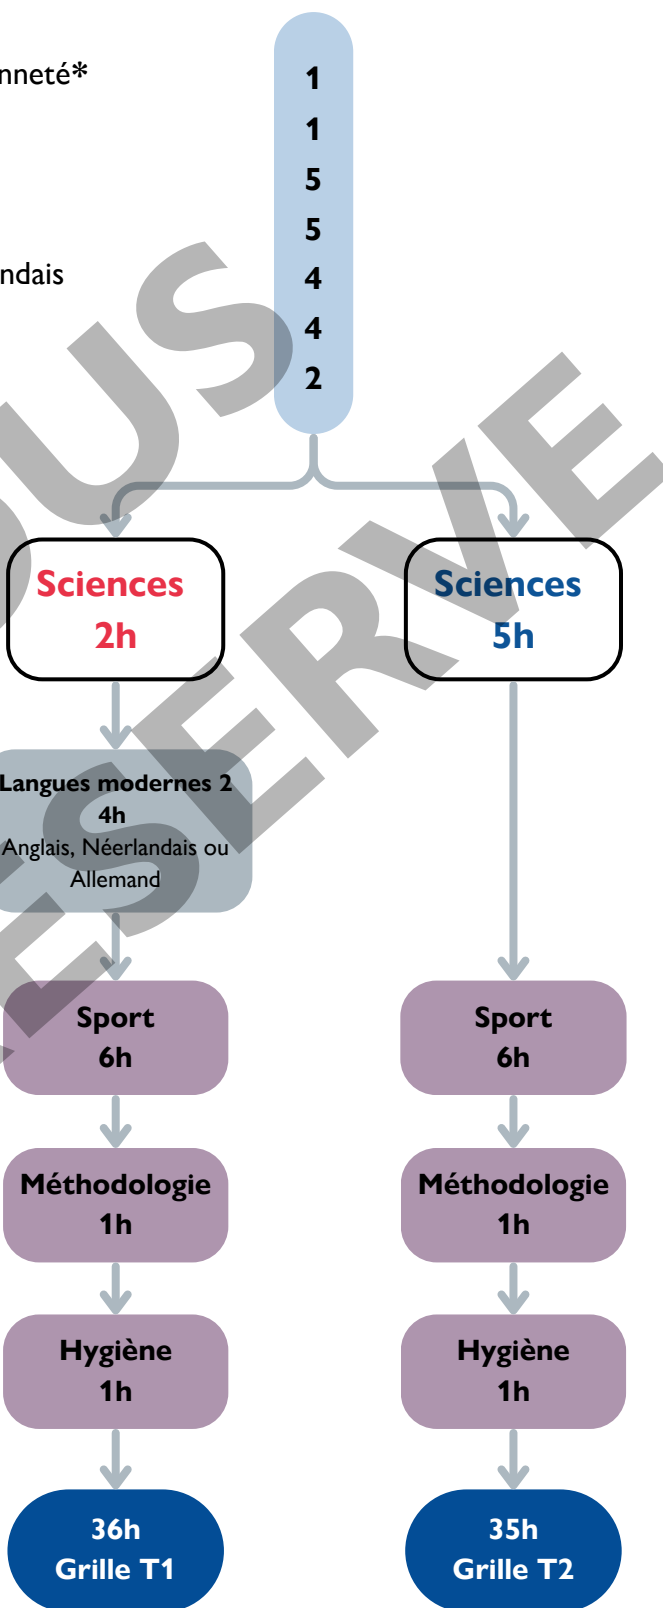 nneté*
1
1
5
5
ndais
4
4
2
Sciences
2h
Sciences
5h
Langues modernes 2
4h
Anglais, Néerlandais ou
Allemand
Sport
6h
Sport
6h
Méthodologie
1h
Méthodologie
1h
Hygiène
1h
Hygiène
1h
36h
Grille T1
35h
Grille T2
OUS
RESERVE